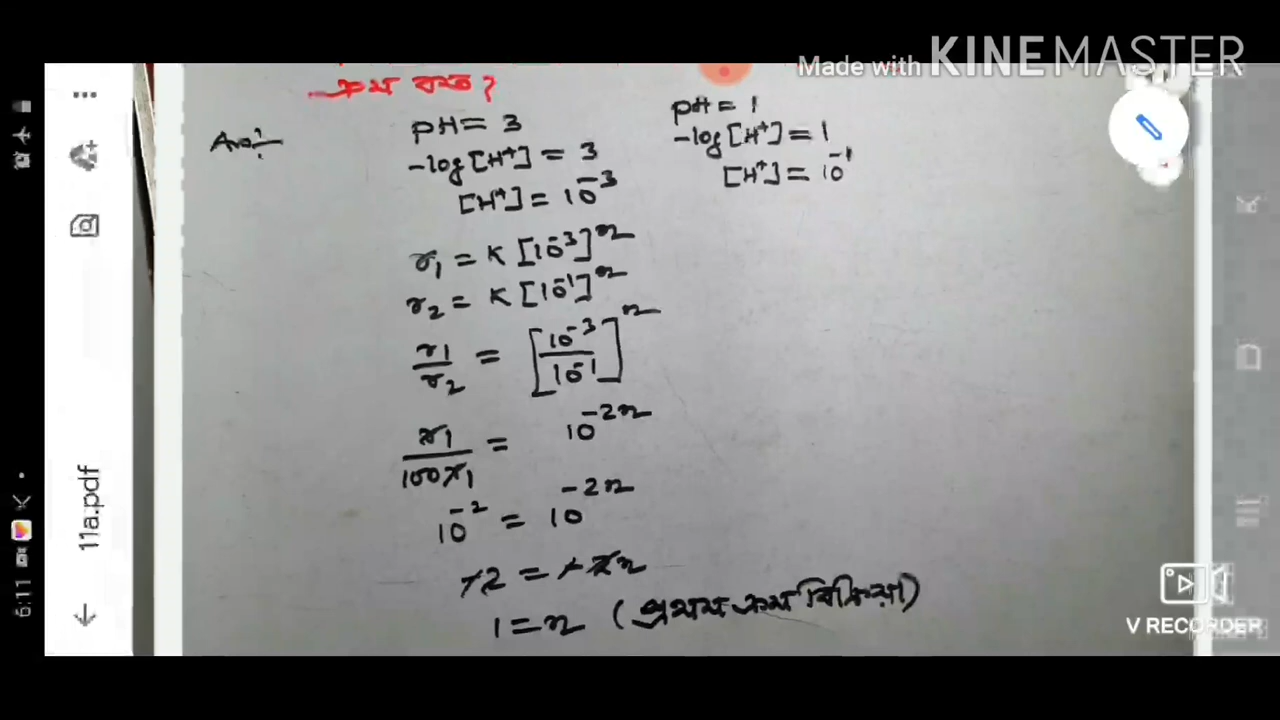 Made with KINEMASTER
ক্রম কত?
Ans:
pH = 3
-log[H⁺] = 3
[H⁺] = 10⁻³
pH = 1
-log[H⁺] = 1
[H⁺] = 10⁻¹
r₁ = K [10⁻³]ⁿ
r₂ = K [10⁻¹]ⁿ
r₁/r₂ = [10⁻³/10⁻¹]ⁿ
r₁/100r₁ = 10⁻²ⁿ
10⁻² = 10⁻²ⁿ
-2 = -2n
1 = n (প্রথম ক্রম বিক্রিয়া)
11a.pdf
6:11
V RECORDER